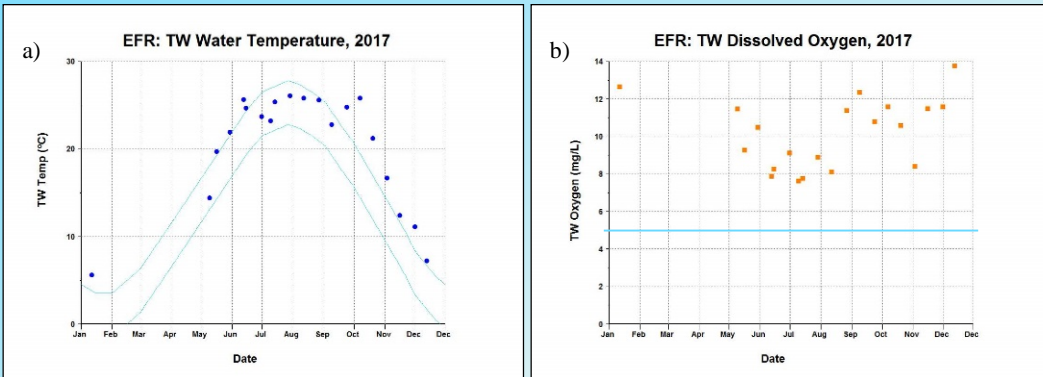 a)
EFR: TW Water Temperature, 2017
30
20
10
0
TW Temp (ºC)
Jan Feb Mar Apr May Jun Jul Aug Sep Oct Nov Dec Dec
Date
b)
EFR: TW Dissolved Oxygen, 2017
14
12
10
8
6
4
2
0
TW Oxygen (mg/L)
Jan Feb Mar Apr May Jun Jul Aug Sep Oct Nov Dec Dec
Date